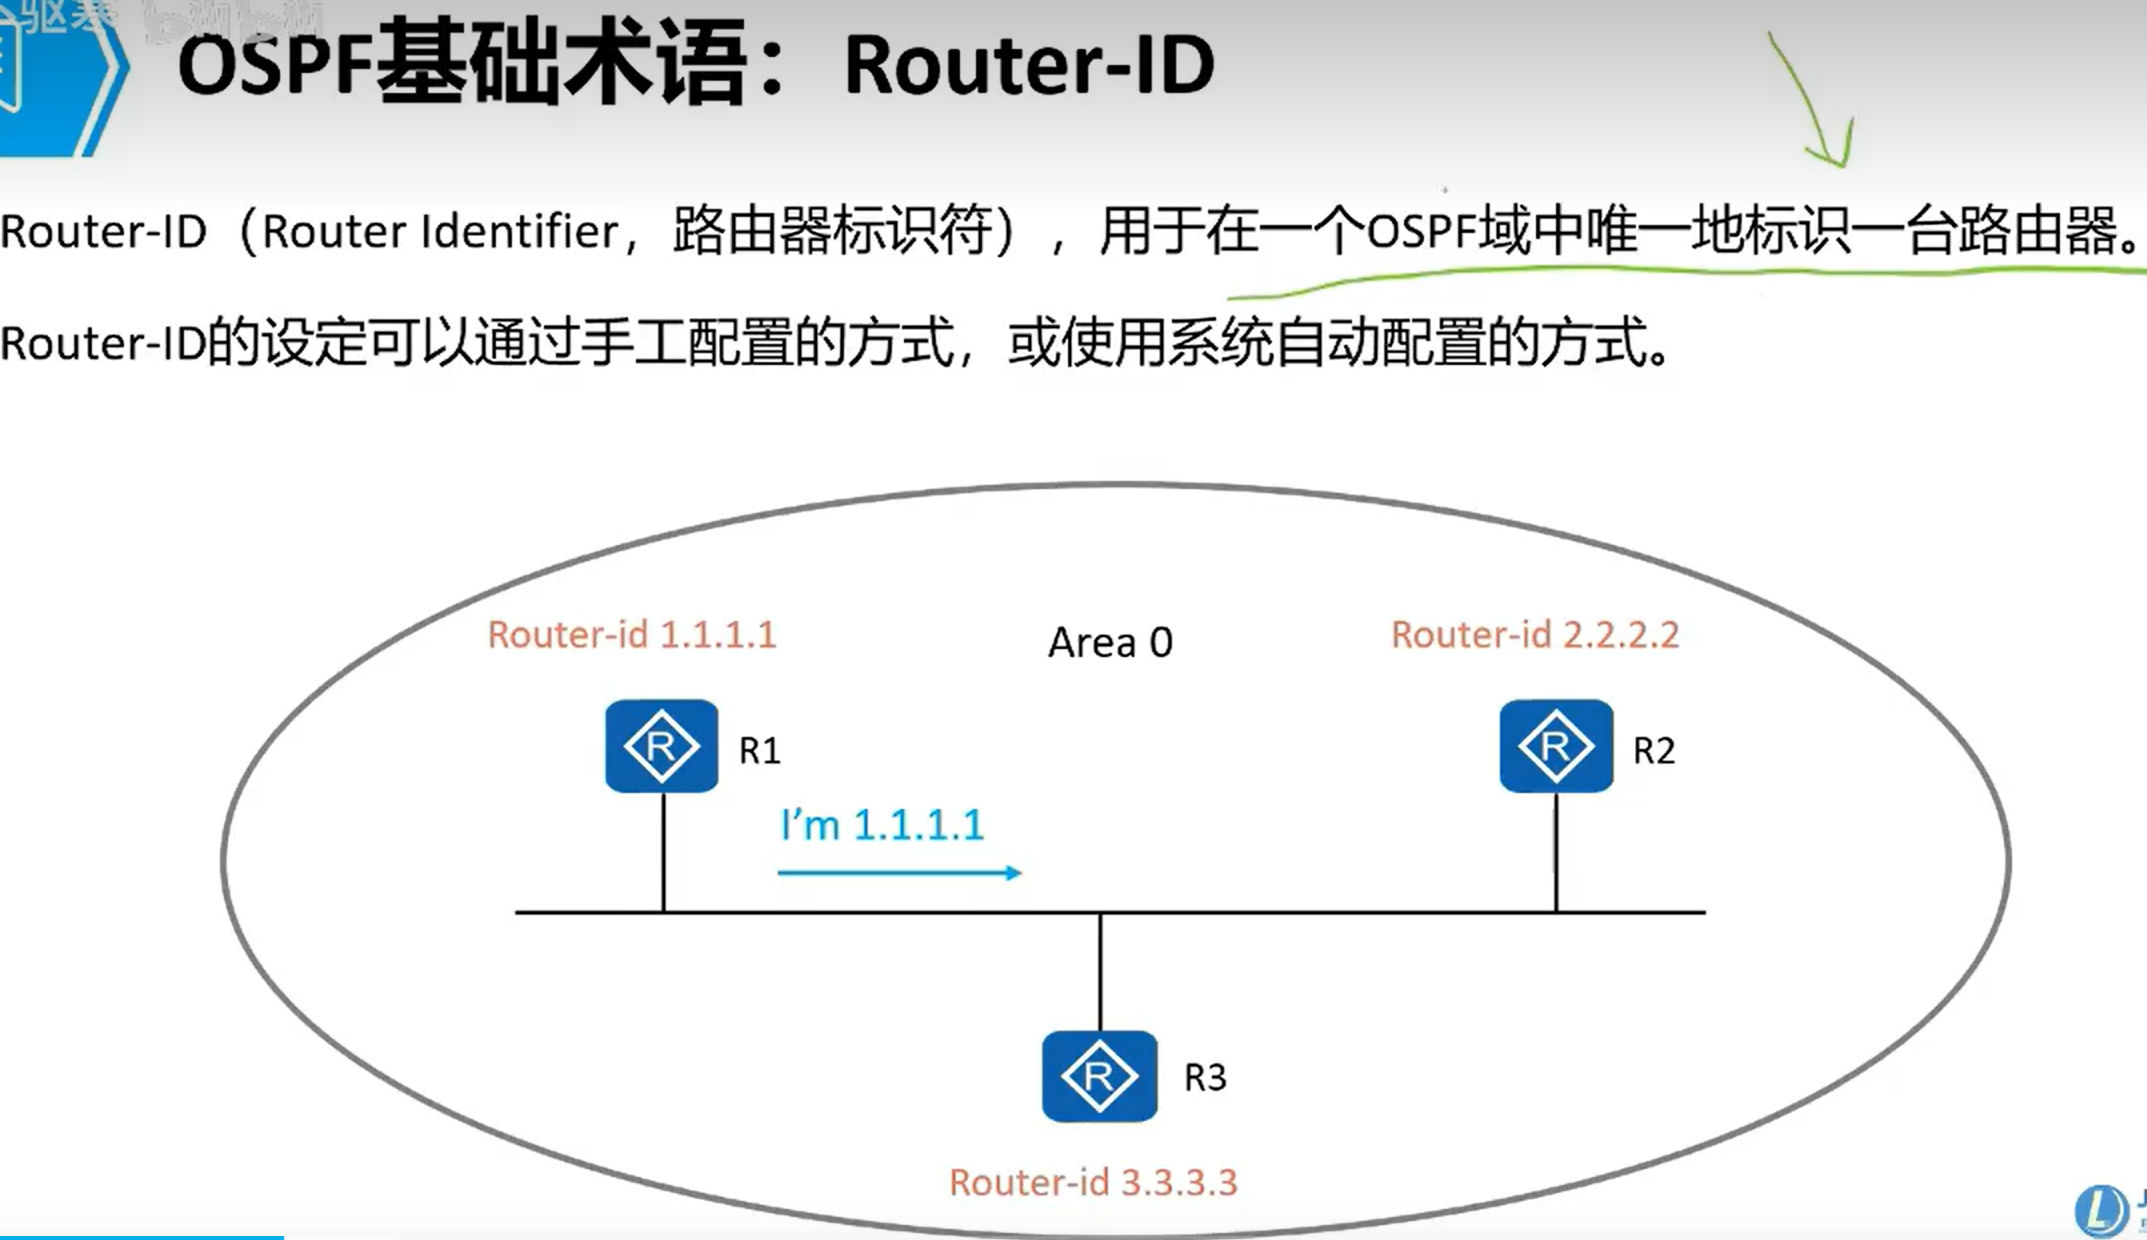 驱寒
OSPF基础术语：Router-ID
Router-ID（Router Identifier，路由器标识符），用于在一个OSPF域中唯一地标识一台路由器。
Router-ID的设定可以通过手工配置的方式，或使用系统自动配置的方式。
Router-id 1.1.1.1
Area 0
Router-id 2.2.2.2
R
R1
R
R2
I'm 1.1.1.1
R
R3
Router-id 3.3.3.3
L